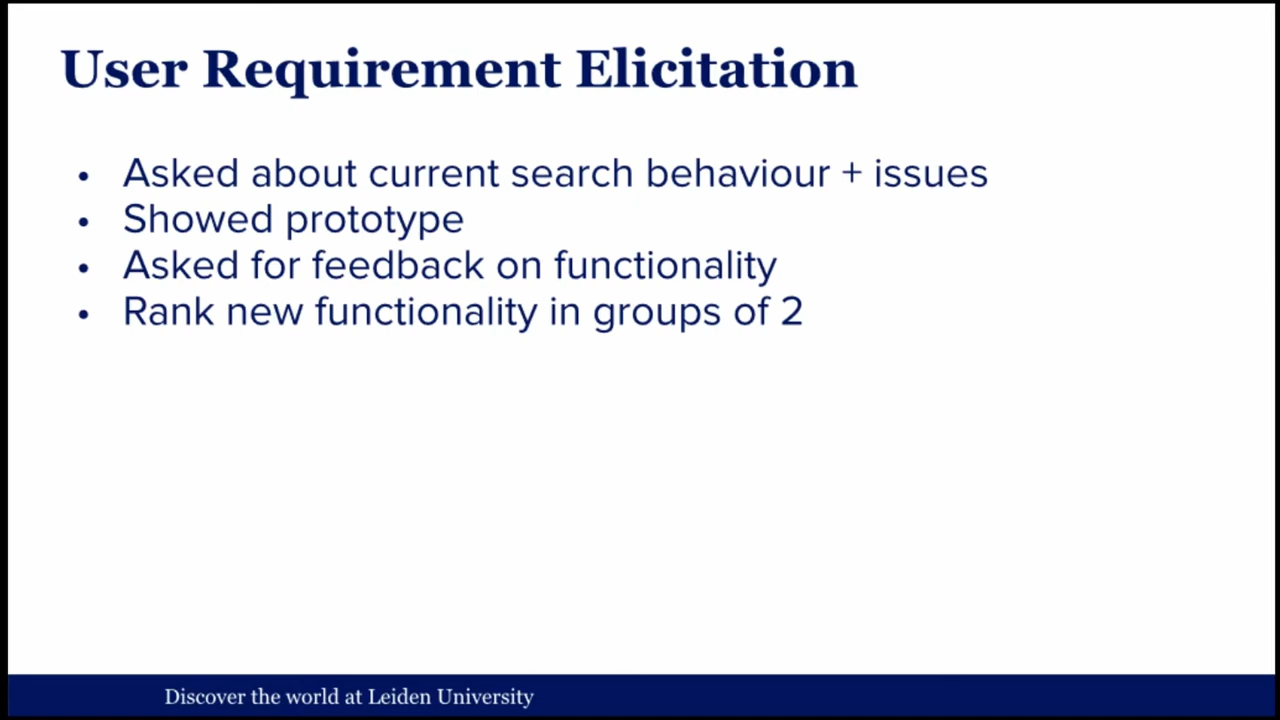 User Requirement Elicitation
• Asked about current search behaviour + issues
• Showed prototype
• Asked for feedback on functionality
• Rank new functionality in groups of 2
Discover the world at Leiden University